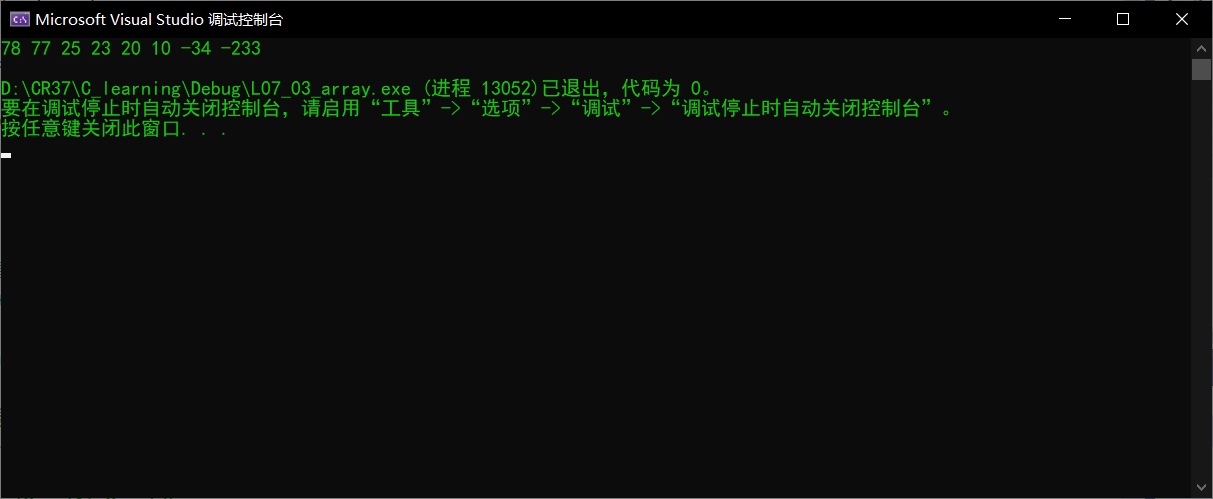 Microsoft Visual Studio 调试控制台
78 77 25 23 20 10 -34 -233
D:\CR37\C_learning\Debug\L07_03_array.exe (进程 13052)已退出，代码为 0。
要在调试停止时自动关闭控制台，请启用“工具”->“选项”->“调试”->“调试停止时自动关闭控制台”。
按任意键关闭此窗口. . .